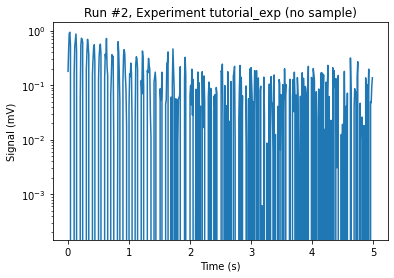 Run #2, Experiment tutorial_exp (no sample)
Signal (mV)
10⁰
10⁻¹
10⁻²
10⁻³
0 1 2 3 4 5
Time (s)